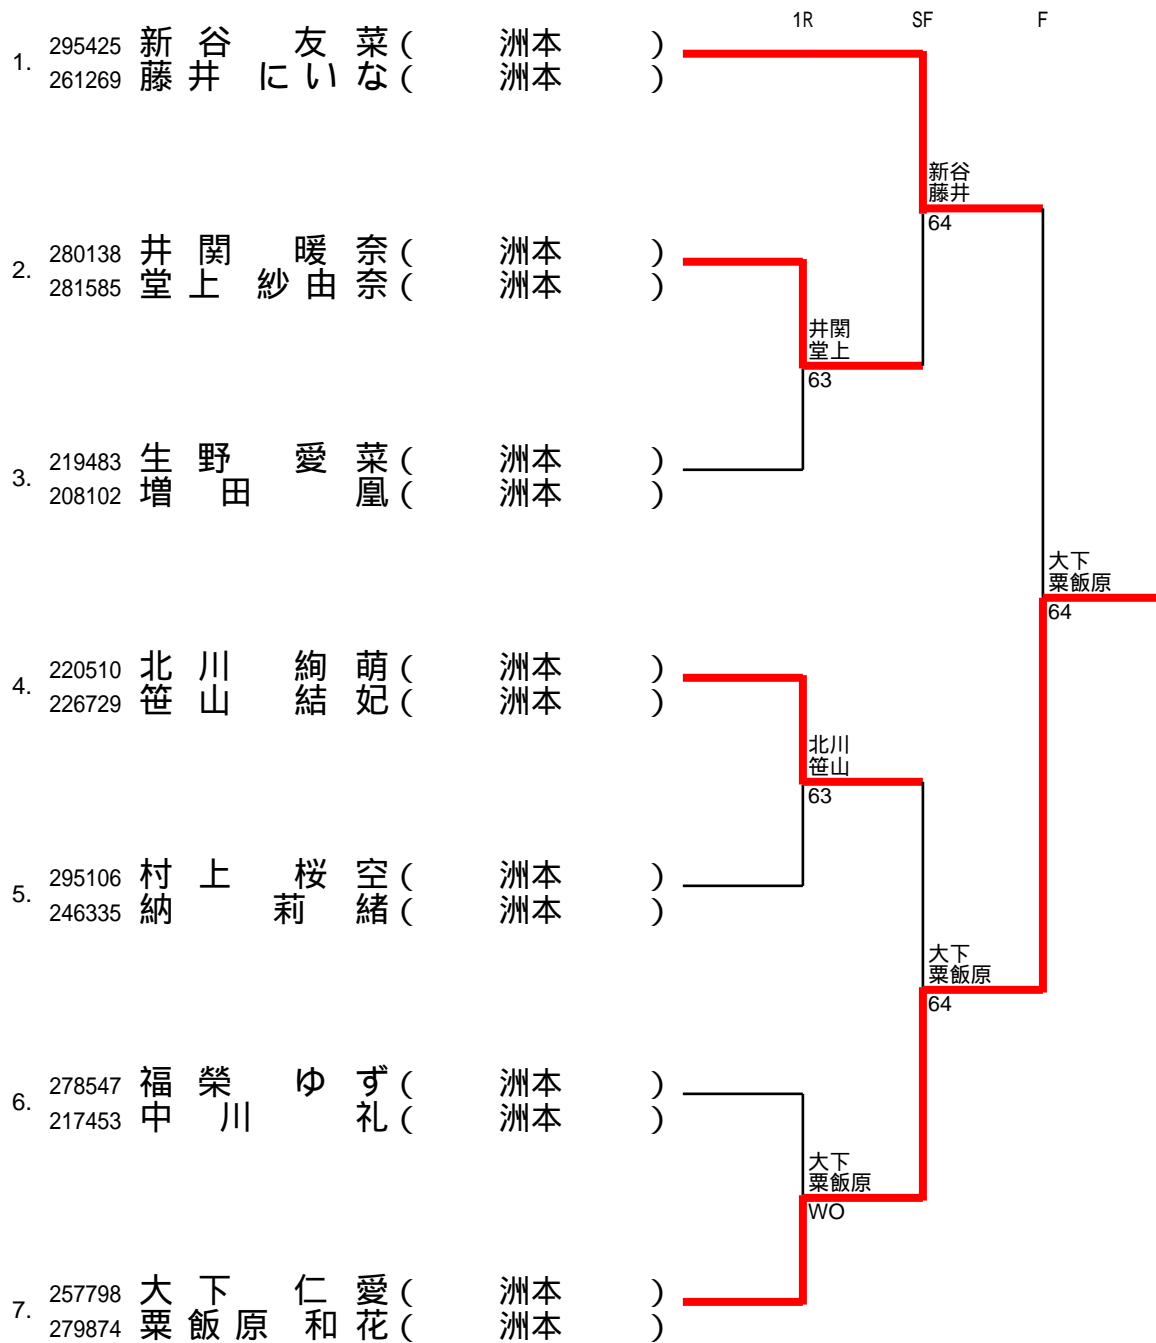 1R SF F
1. 295425 新谷 友菜 ( 洲本 )
261269 藤井 にいな ( 洲本 )
新谷
藤井
64
2. 280138 井関 暖奈 ( 洲本 )
281585 堂上 紗由奈 ( 洲本 )
井関
堂上
63
3. 219483 生野 愛菜 ( 洲本 )
208102 増田 凰 ( 洲本 )
大下
粟飯原
64
4. 220510 北川 絢萌 ( 洲本 )
226729 笹山 結妃 ( 洲本 )
北川
笹山
63
5. 295106 村上 桜空 ( 洲本 )
246335 納 莉緒 ( 洲本 )
大下
粟飯原
64
6. 278547 福榮 ゆず ( 洲本 )
217453 中川 礼 ( 洲本 )
大下
粟飯原
WO
7. 257798 大下 仁愛 ( 洲本 )
279874 粟飯原 和花 ( 洲本 )